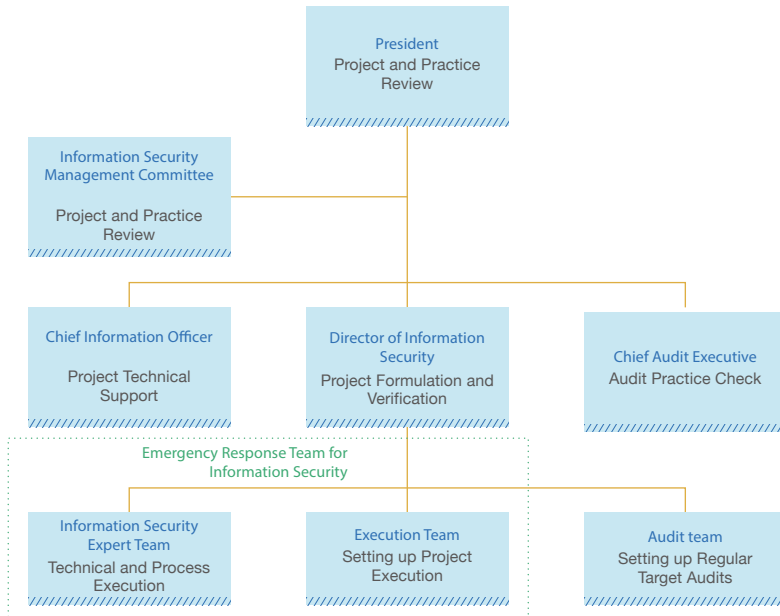 President
Project and Practice
Review
Information Security
Management Committee
Project and Practice
Review
Chief Information Officer
Project Technical
Support
Director of Information
Security
Project Formulation and
Verification
Chief Audit Executive
Audit Practice Check
Emergency Response Team for
Information Security
Information Security
Expert Team
Technical and Process
Execution
Execution Team
Setting up Project
Execution
Audit team
Setting up Regular
Target Audits